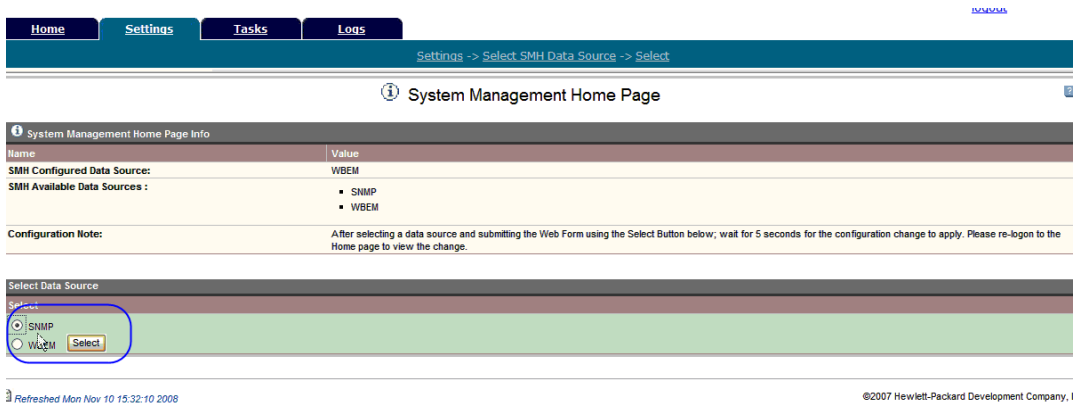 logout
Home Settings Tasks Logs
Settings -> Select SMH Data Source -> Select
System Management Home Page
System Management Home Page Info
Name Value
SMH Configured Data Source: WBEM
SMH Available Data Sources :
SNMP
WBEM
Configuration Note: After selecting a data source and submitting the Web Form using the Select Button below; wait for 5 seconds for the configuration change to apply. Please re-logon to the
Home page to view the change.
Select Data Source
Select
SNMP
WBEM Select
Refreshed Mon Nov 10 15:32:10 2008
©2007 Hewlett-Packard Development Company,